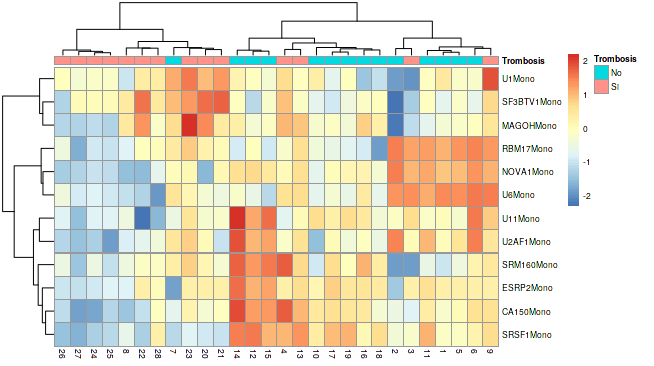 Trombosis
Trombosis
No
SI
U1Mono
SF3BTV1Mono
MAGOHMono
RBM17Mono
NOVA1Mono
U6Mono
U11Mono
U2AF1Mono
SRM160Mono
ESRP2Mono
CA150Mono
SRSF1Mono
2
1
0
-1
-2
26 27 24 25 8 22 28 7 23 20 21 14 12 15 4 13 10 17 19 16 18 2 3 11 1 5 6 9